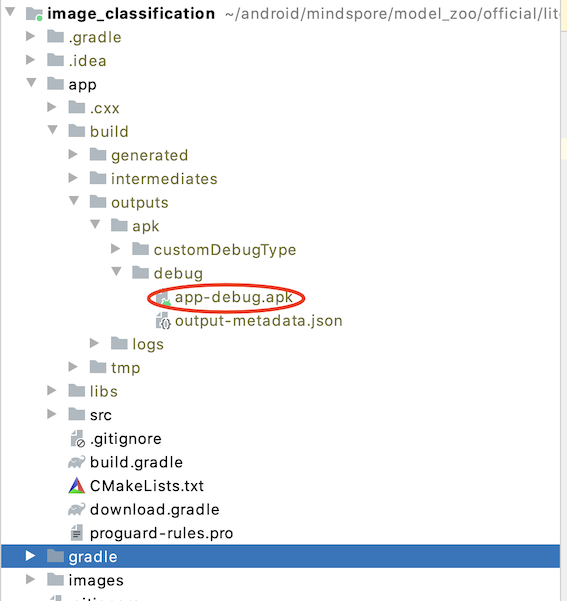 image_classification ~/android/mindspore/model_zoo/official/lit
.gradle
.idea
app
.cxx
build
generated
intermediates
outputs
apk
customDebugType
debug
app-debug.apk
output-metadata.json
logs
tmp
libs
src
.gitignore
build.gradle
CMakeLists.txt
download.gradle
proguard-rules.pro
gradle
images